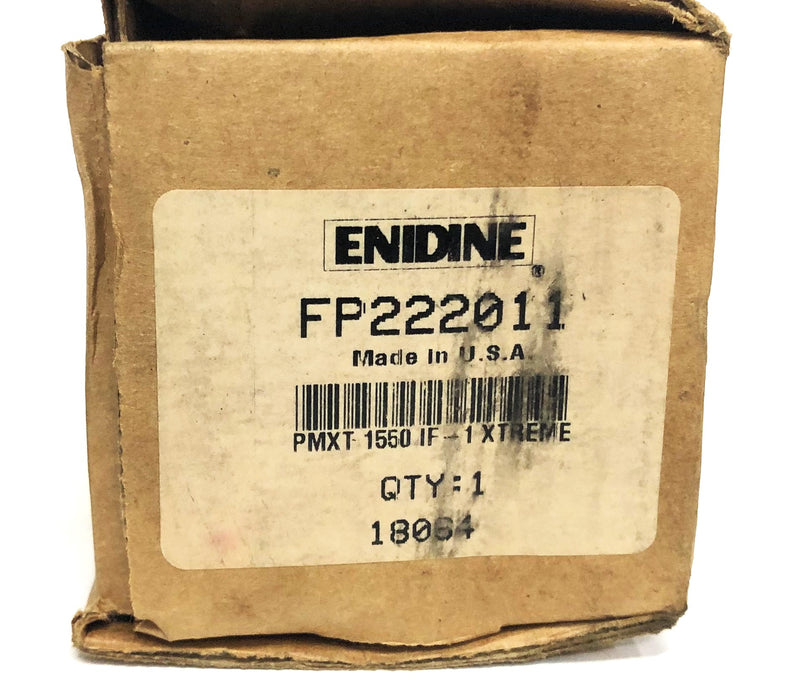 ENIDINE®
FP222011
Made in U.S.A.
PMXT 1550 IF-1 XTREME
QTY:1
18064